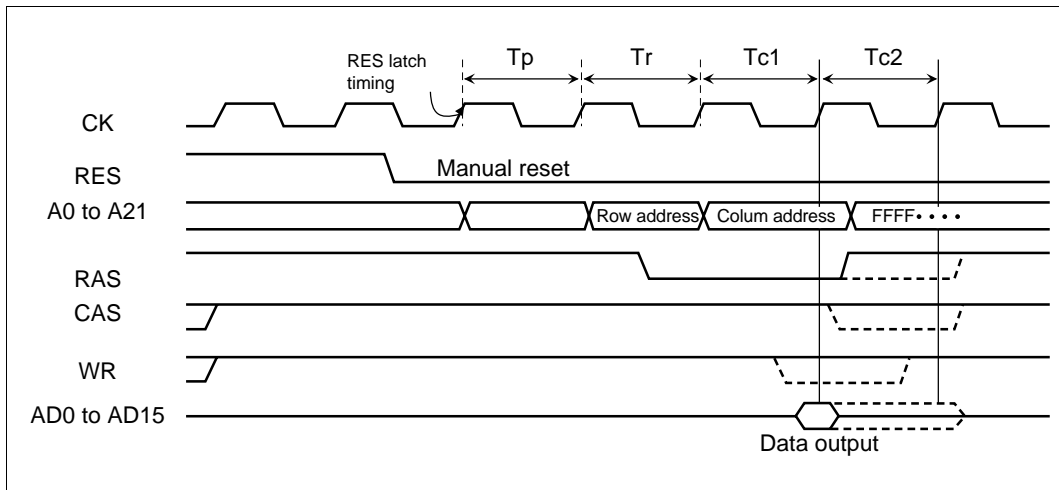 RES latch
timing
Tp
Tr
Tc1
Tc2
CK
RES
Manual reset
A0 to A21
Row address
Colum address
FFFF····
RAS
CAS
WR
AD0 to AD15
Data output